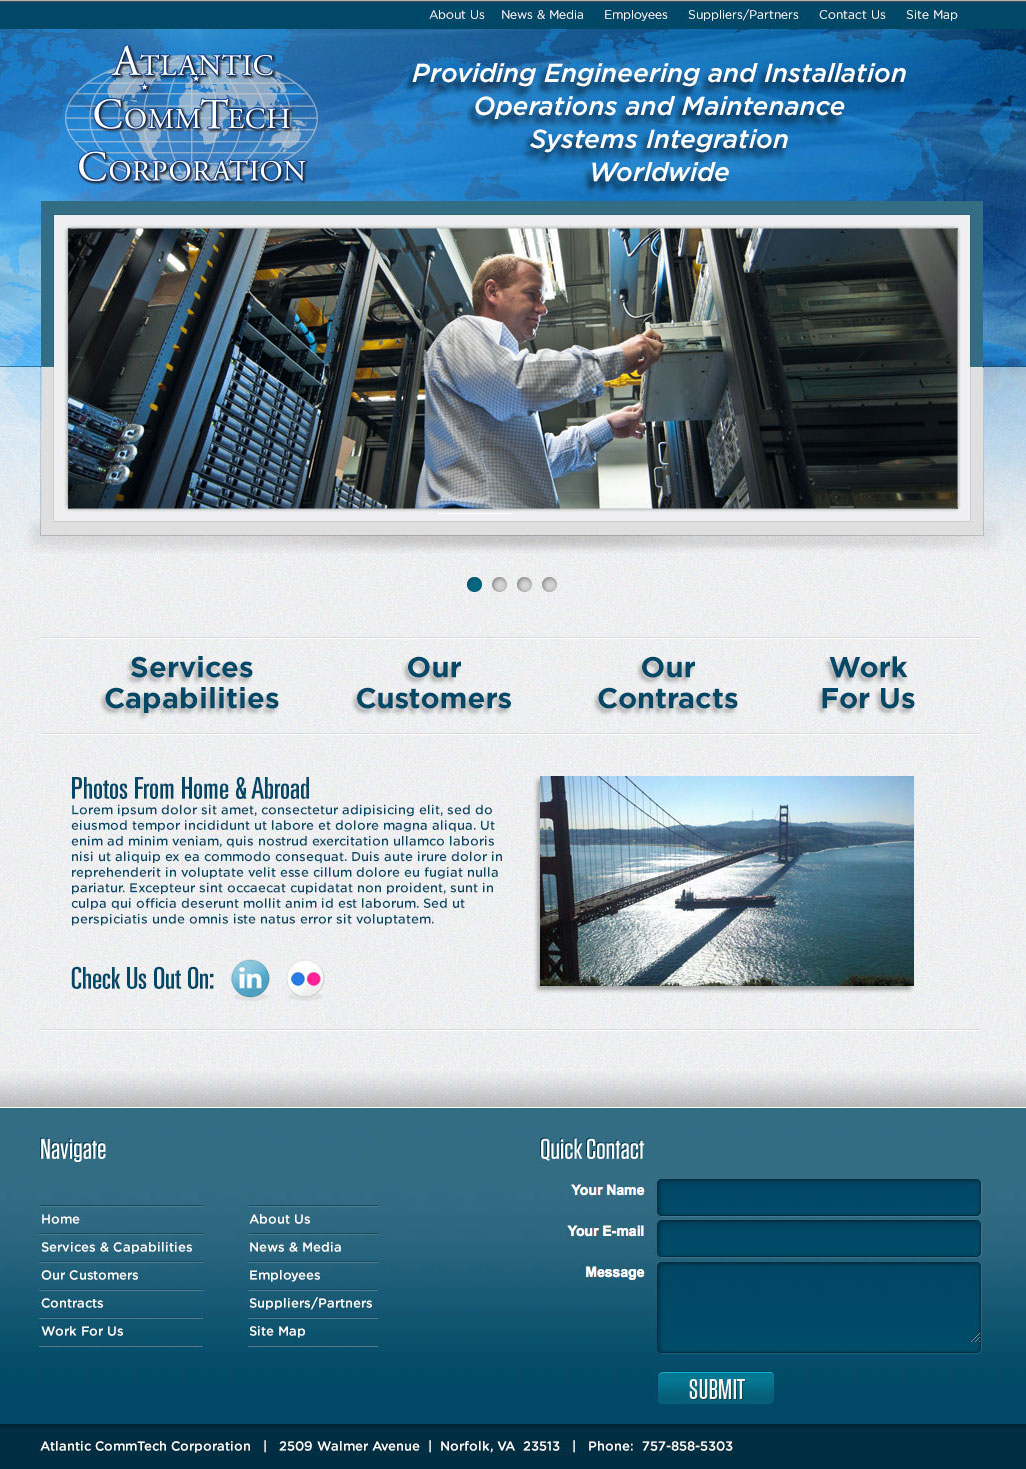 About Us News & Media Employees Suppliers/Partners Contact Us Site Map
Atlantic
CommTech
Corporation
Providing Engineering and Installation
Operations and Maintenance
Systems Integration
Worldwide
Services
Capabilities
Our
Customers
Our
Contracts
Work
For Us
Photos From Home & Abroad
Lorem ipsum dolor sit amet, consectetur adipisicing elit, sed do
eiusmod tempor incididunt ut labore et dolore magna aliqua. Ut
enim ad minim veniam, quis nostrud exercitation ullamco laboris
nisi ut aliquip ex ea commodo consequat. Duis aute irure dolor in
reprehenderit in voluptate velit esse cillum dolore eu fugiat nulla
pariatur. Excepteur sint occaecat cupidatat non proident, sunt in
culpa qui officia deserunt mollit anim id est laborum. Sed ut
perspiciatis unde omnis iste natus error sit voluptatem.
Check Us Out On: in
Navigate
Home
Services & Capabilities
Our Customers
Contracts
Work For Us
About Us
News & Media
Employees
Suppliers/Partners
Site Map
Quick Contact
Your Name
Your E-mail
Message
SUBMIT
Atlantic CommTech Corporation | 2509 Walmer Avenue | Norfolk, VA 23513 | Phone: 757-858-5303